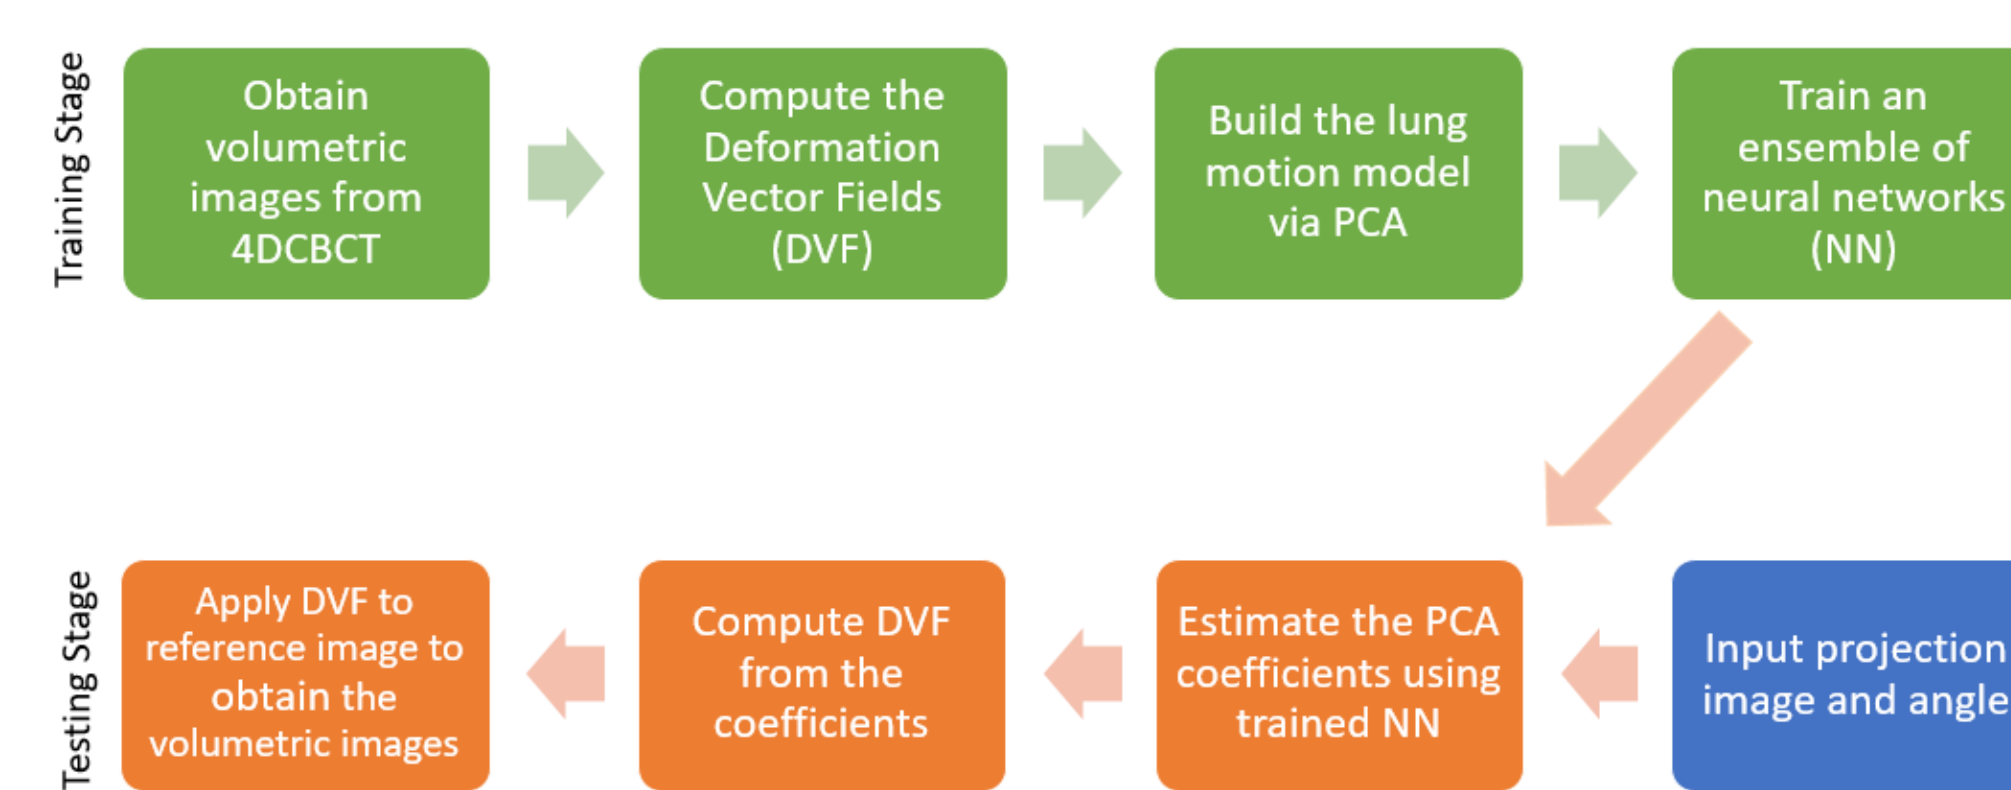 Training Stage
Obtain
volumetric
images from
4DCBCT
Compute the
Deformation
Vector Fields
(DVF)
Build the lung
motion model
via PCA
Train an
ensemble of
neural networks
(NN)
Testing Stage
Apply DVF to
reference image to
obtain the
volumetric images
Compute DVF
from the
coefficients
Estimate the PCA
coefficients using
trained NN
Input projection
image and angle